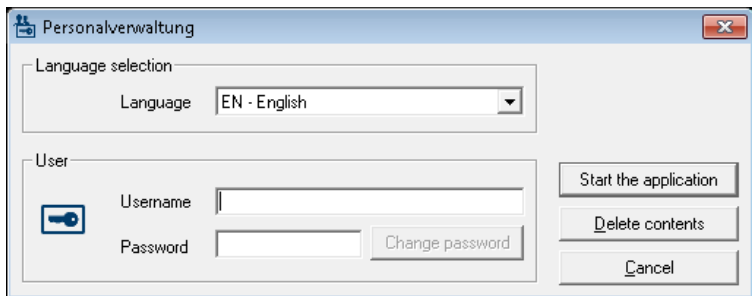 Personalverwaltung
Language selection
Language EN - English
User
Username
Password Change password
Start the application
Delete contents
Cancel